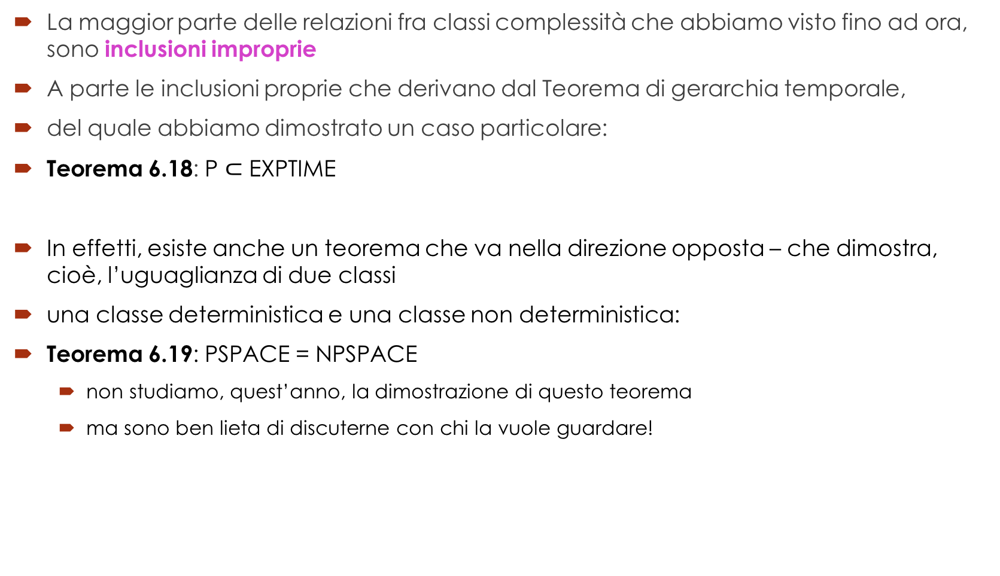 La maggior parte delle relazioni fra classi complessità che abbiamo visto fino ad ora,
sono inclusioni improprie
A parte le inclusioni proprie che derivano dal Teorema di gerarchia temporale,
del quale abbiamo dimostrato un caso particolare:
Teorema 6.18: P ⊂ EXPTIME
In effetti, esiste anche un teorema che va nella direzione opposta – che dimostra,
cioè, l’uguaglianza di due classi
una classe deterministica e una classe non deterministica:
Teorema 6.19: PSPACE = NPSPACE
non studiamo, quest’anno, la dimostrazione di questo teorema
ma sono ben lieta di discuterne con chi la vuole guardare!